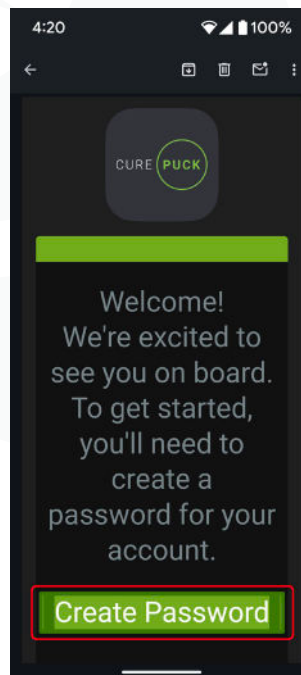 4:20 100%
CURE PUCK
Welcome!
We're excited to
see you on board.
To get started,
you'll need to
create a
password for your
account.
Create Password